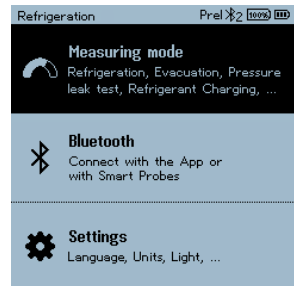 Refrigeration Prel 2 100%
Measuring mode
Refrigeration, Evacuation, Pressure
leak test, Refrigerant Charging, ...
Bluetooth
Connect with the App or
with Smart Probes
Settings
Language, Units, Light, ...